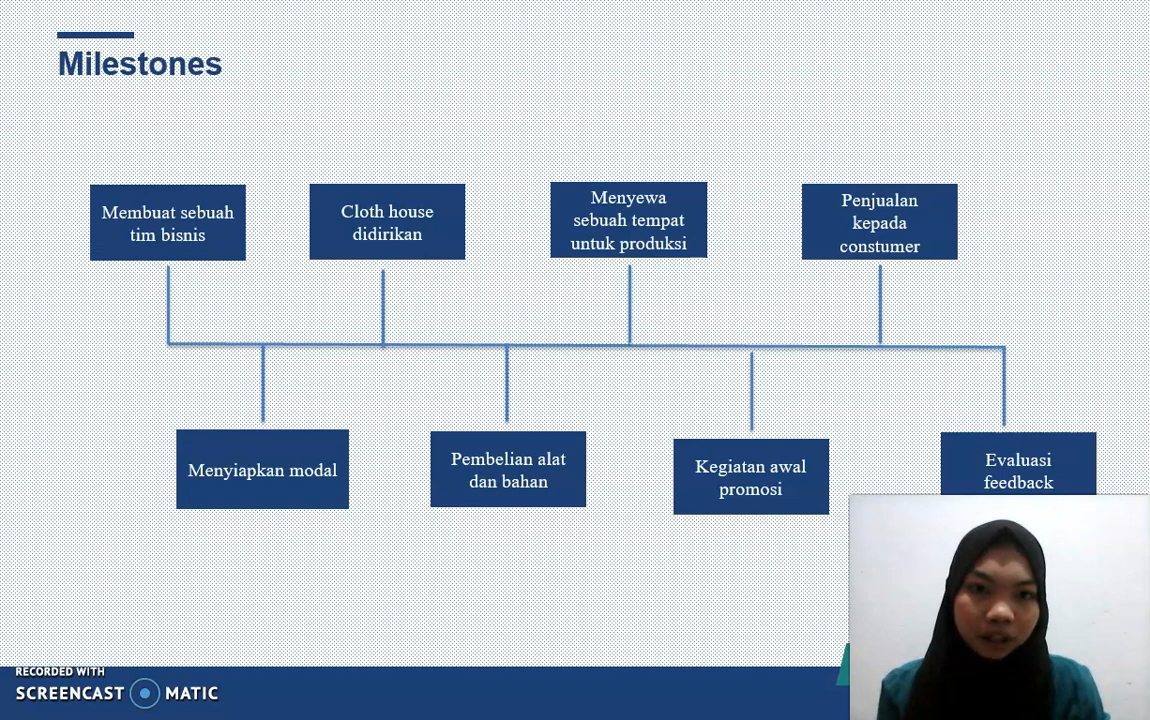 Milestones
Membuat sebuah
tim bisnis
Cloth house
didirikan
Menyewa
sebuah tempat
untuk produksi
Penjualan
kepada
constumer
Menyiapkan modal
Pembelian alat
dan bahan
Kegiatan awal
promosi
Evaluasi
feedback
RECORDED WITH
SCREENCAST MATIC